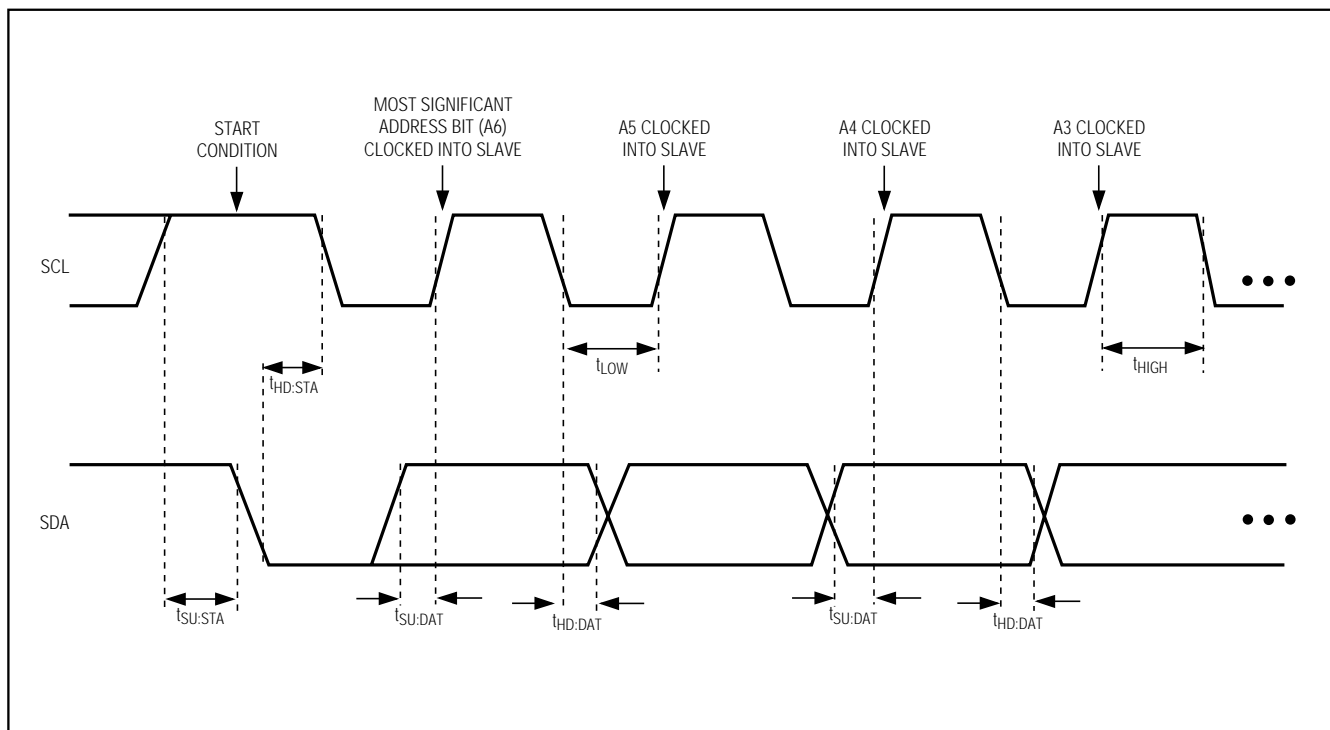 START
CONDITION
MOST SIGNIFICANT
ADDRESS BIT (A6)
CLOCKED INTO SLAVE
A5 CLOCKED
INTO SLAVE
A4 CLOCKED
INTO SLAVE
A3 CLOCKED
INTO SLAVE
SCL
tHD:STA
tLOW
tHIGH
SDA
tSU:STA
tSU:DAT
tHD:DAT
tSU:DAT
tHD:DAT